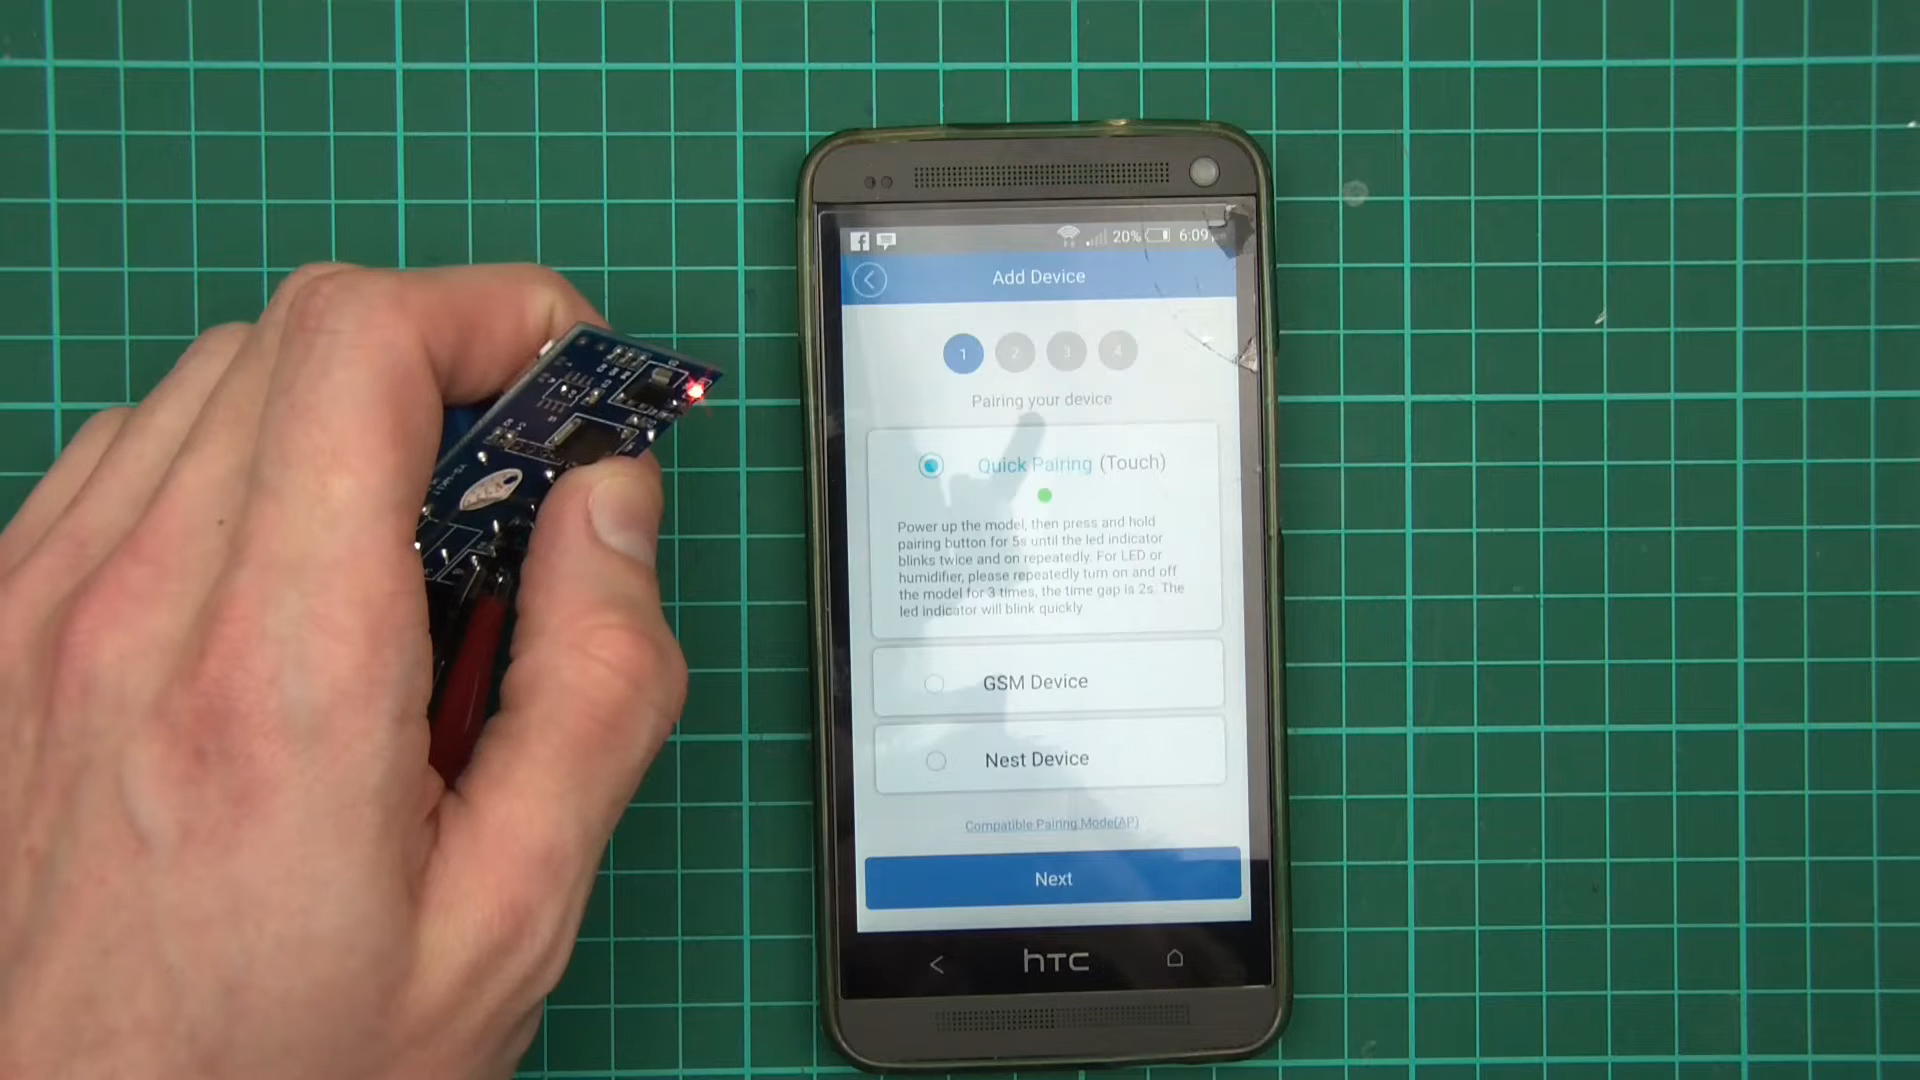 20% 6:09
Add Device
1 2 3 4
Pairing your device
Quick Pairing (Touch)
Power up the model, then press and hold
pairing button for 5s until the led indicator
blinks twice and on repeatedly. For LED or
humidifier, please repeatedly turn on and off
the model for 3 times, the time gap is 2s. The
led indicator will blink quickly
GSM Device
Nest Device
Compatible Pairing Mode(AP)
Next
hTC